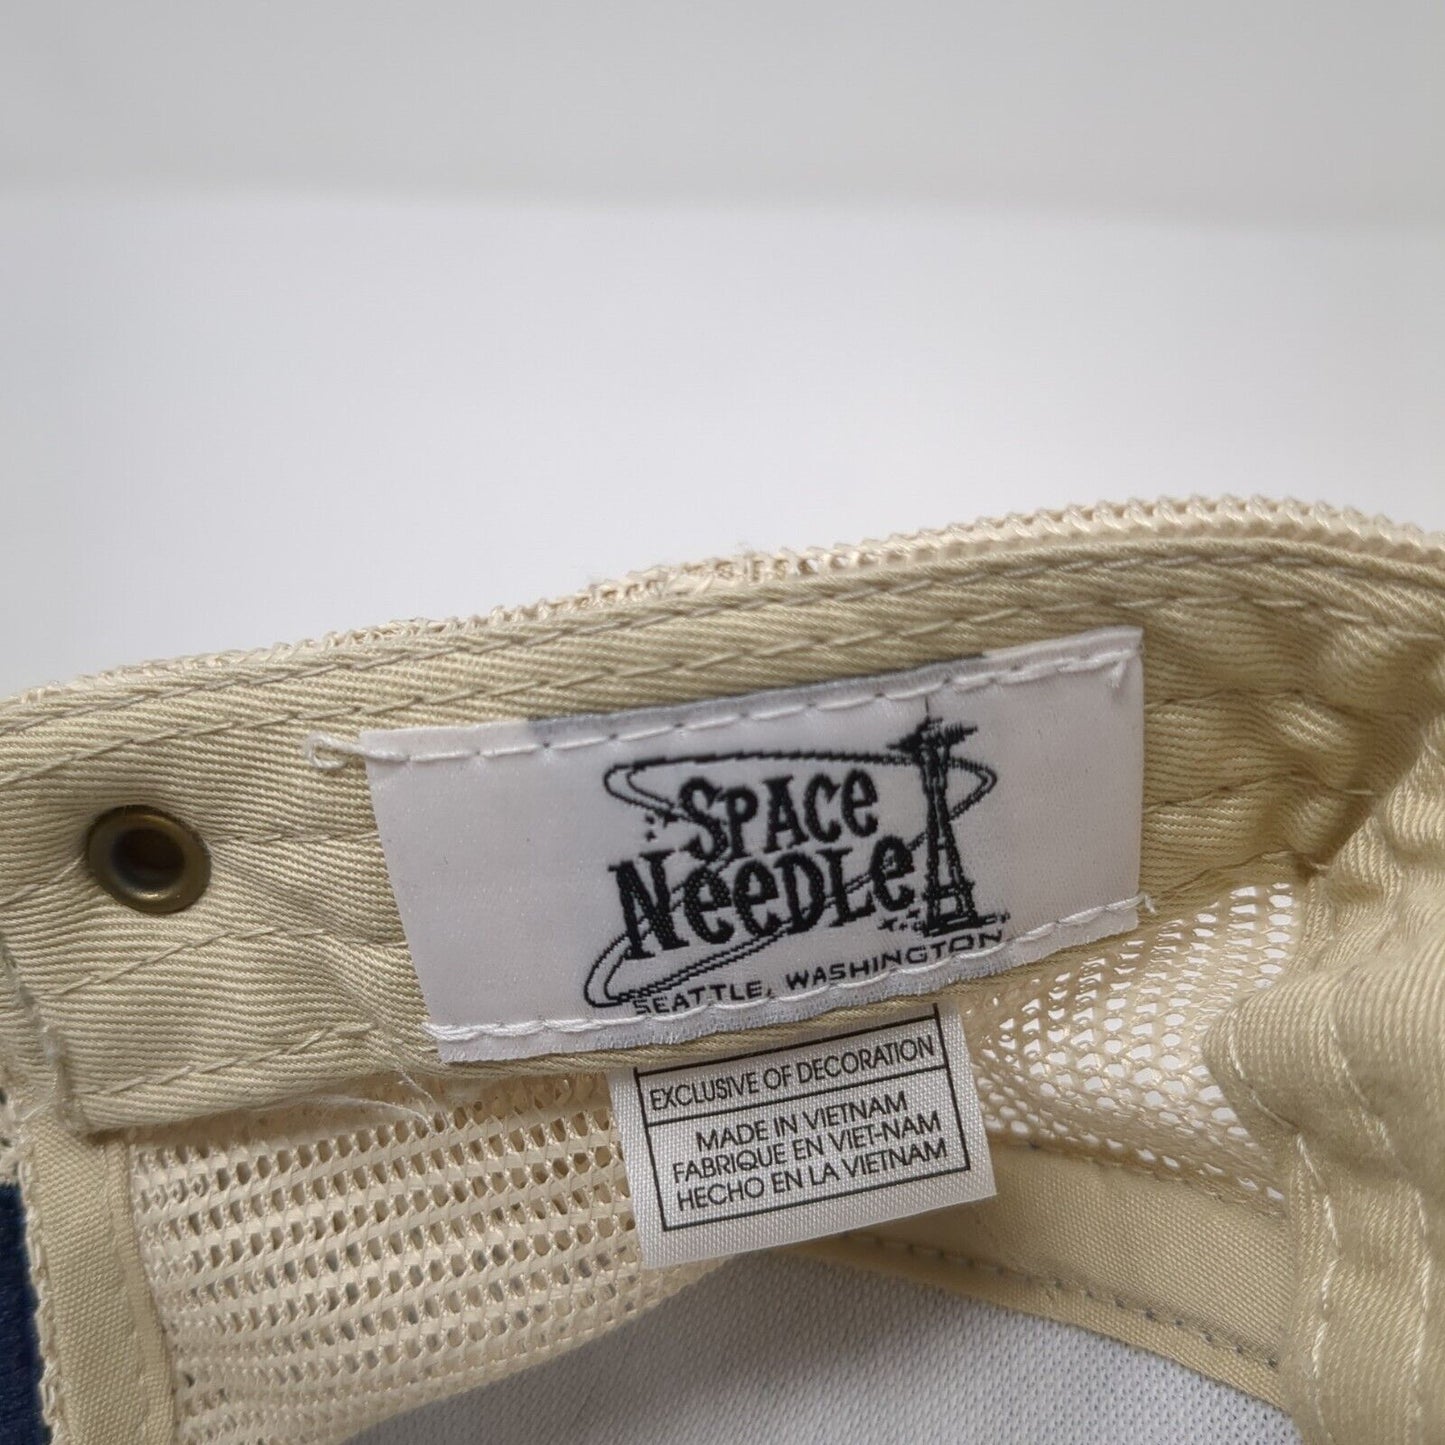 SPACE
NEEDLE
SEATTLE, WASHINGTON
EXCLUSIVE OF DECORATION
MADE IN VIETNAM
FABRIQUE EN VIET-NAM
HECHO EN LA VIETNAM